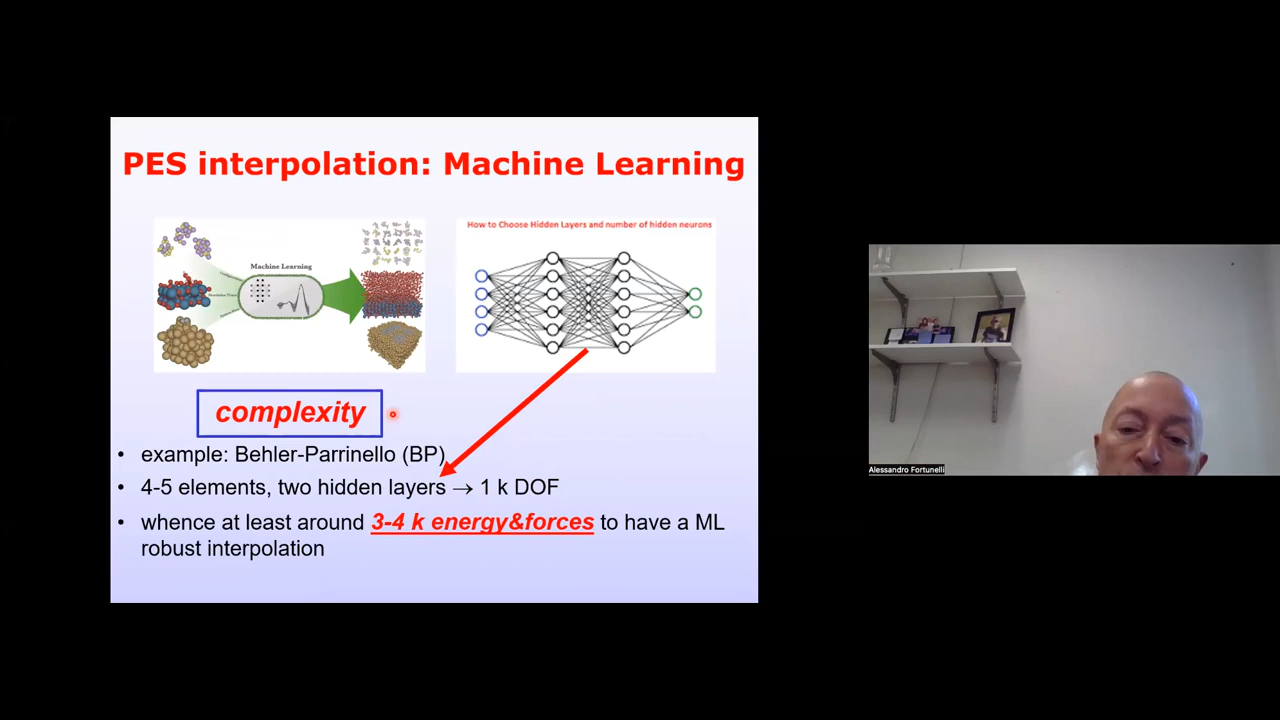 PES interpolation: Machine Learning
Machine Learning
How to Choose Hidden Layers and number of hidden neurons
complexity
• example: Behler-Parrinello (BP)
• 4-5 elements, two hidden layers → 1 k DOF
• whence at least around 3-4 k energy&forces to have a ML
robust interpolation
Alessandro Fortunelli